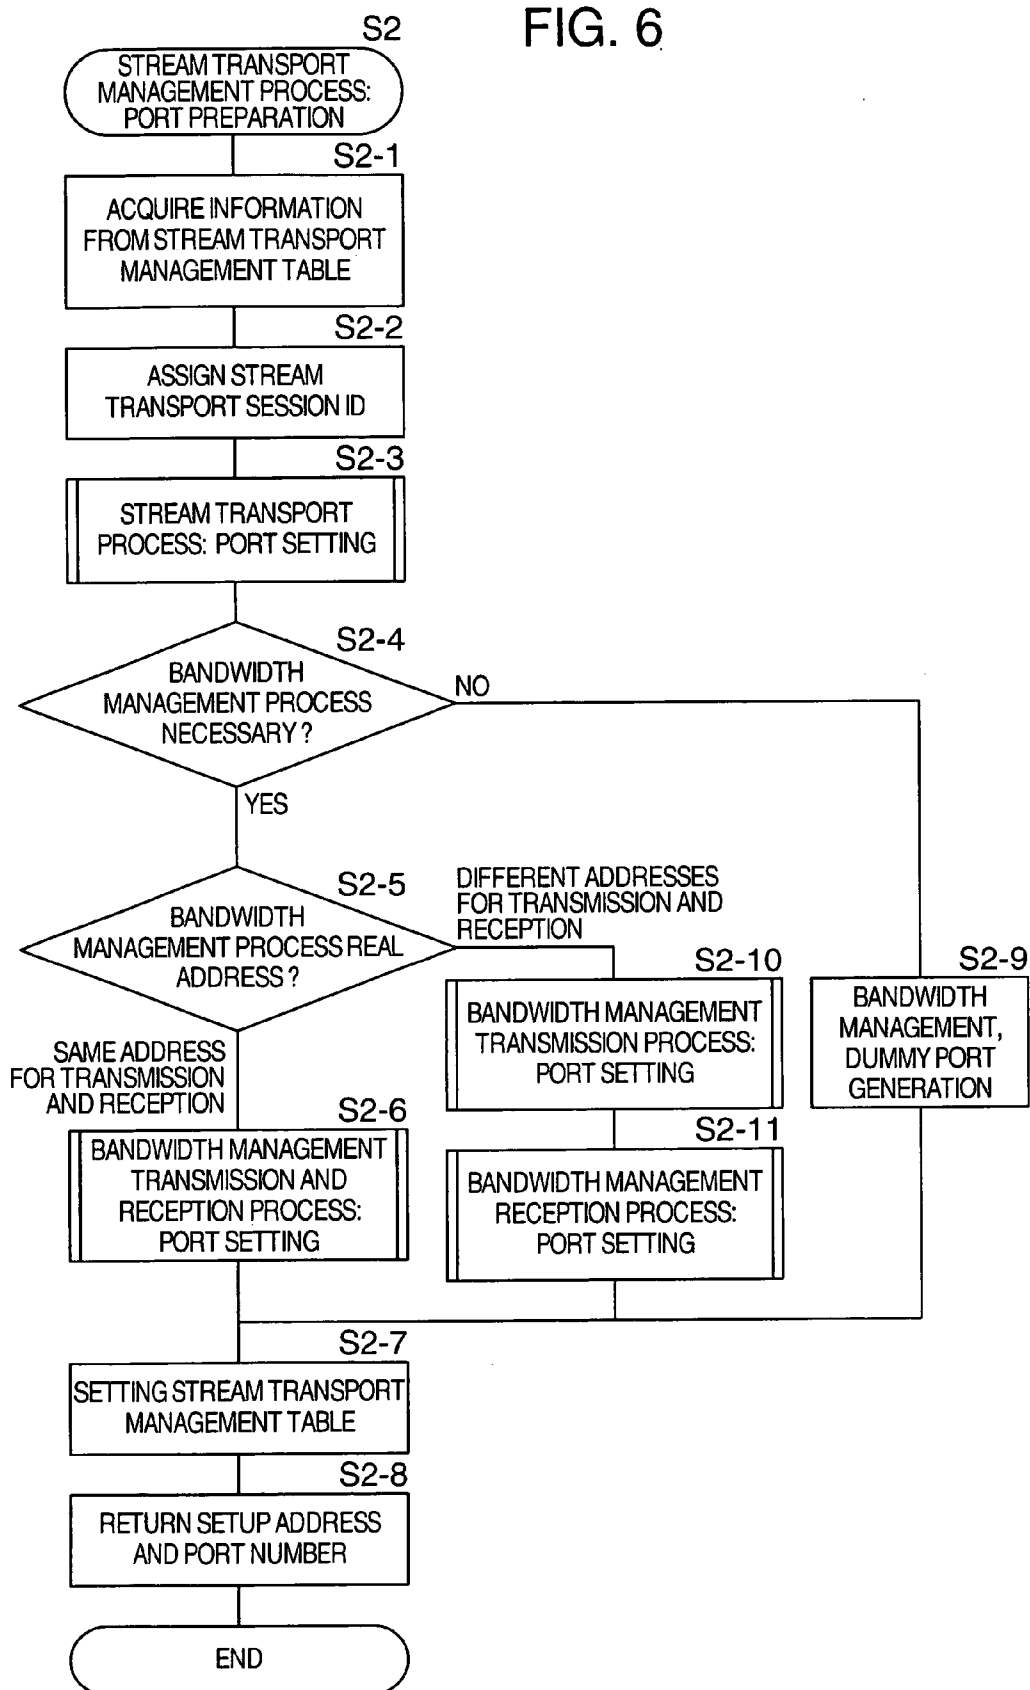 FIG. 6
S2
STREAM TRANSPORT
MANAGEMENT PROCESS:
PORT PREPARATION
S2-1
ACQUIRE INFORMATION
FROM STREAM TRANSPORT
MANAGEMENT TABLE
S2-2
ASSIGN STREAM
TRANSPORT SESSION ID
S2-3
STREAM TRANSPORT
PROCESS: PORT SETTING
S2-4
BANDWIDTH
MANAGEMENT PROCESS
NECESSARY?
NO
YES
S2-5
BANDWIDTH
MANAGEMENT PROCESS REAL
ADDRESS?
DIFFERENT ADDRESSES
FOR TRANSMISSION AND
RECEPTION
SAME ADDRESS
FOR TRANSMISSION
AND RECEPTION
S2-6
BANDWIDTH MANAGEMENT
TRANSMISSION AND
RECEPTION PROCESS:
PORT SETTING
S2-10
BANDWIDTH MANAGEMENT
TRANSMISSION PROCESS:
PORT SETTING
S2-11
BANDWIDTH MANAGEMENT
RECEPTION PROCESS:
PORT SETTING
S2-9
BANDWIDTH
MANAGEMENT,
DUMMY PORT
GENERATION
S2-7
SETTING STREAM TRANSPORT
MANAGEMENT TABLE
S2-8
RETURN SETUP ADDRESS
AND PORT NUMBER
END